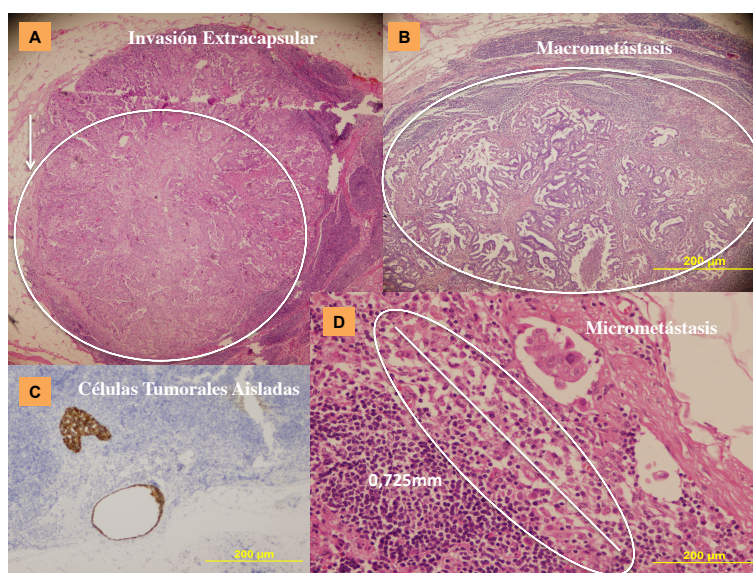 A
Invasión Extracapsular
B
Macrometástasis
200 µm
C
Células Tumorales Aisladas
200 µm
D
Micrometástasis
0,725mm
200 µm